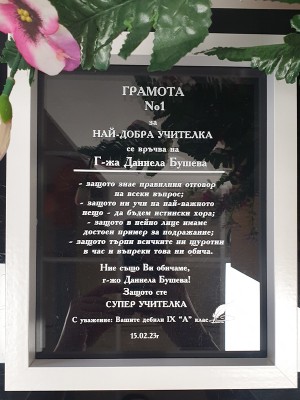 ГРАМОТА
№1
за
НАЙ-ДОБРА УЧИТЕЛКА
се връчва на
Г-жа Даниела Бушева
- защото знае правилния отговор
на всеки въпрос;
- защото ни учи на най-важното
нещо - да бъдем истински хора;
- защото в нейно лице имаме
достоен пример за подражание;
- защото търпи всичките ни щуротии
в час и въпреки това ни обича.
Ние също Ви обичаме,
г-жо Даниела Бушева!
Защото сте
СУПЕР УЧИТЕЛКА
С уважение: Вашите дебили IX "А" клас
15.02.23г